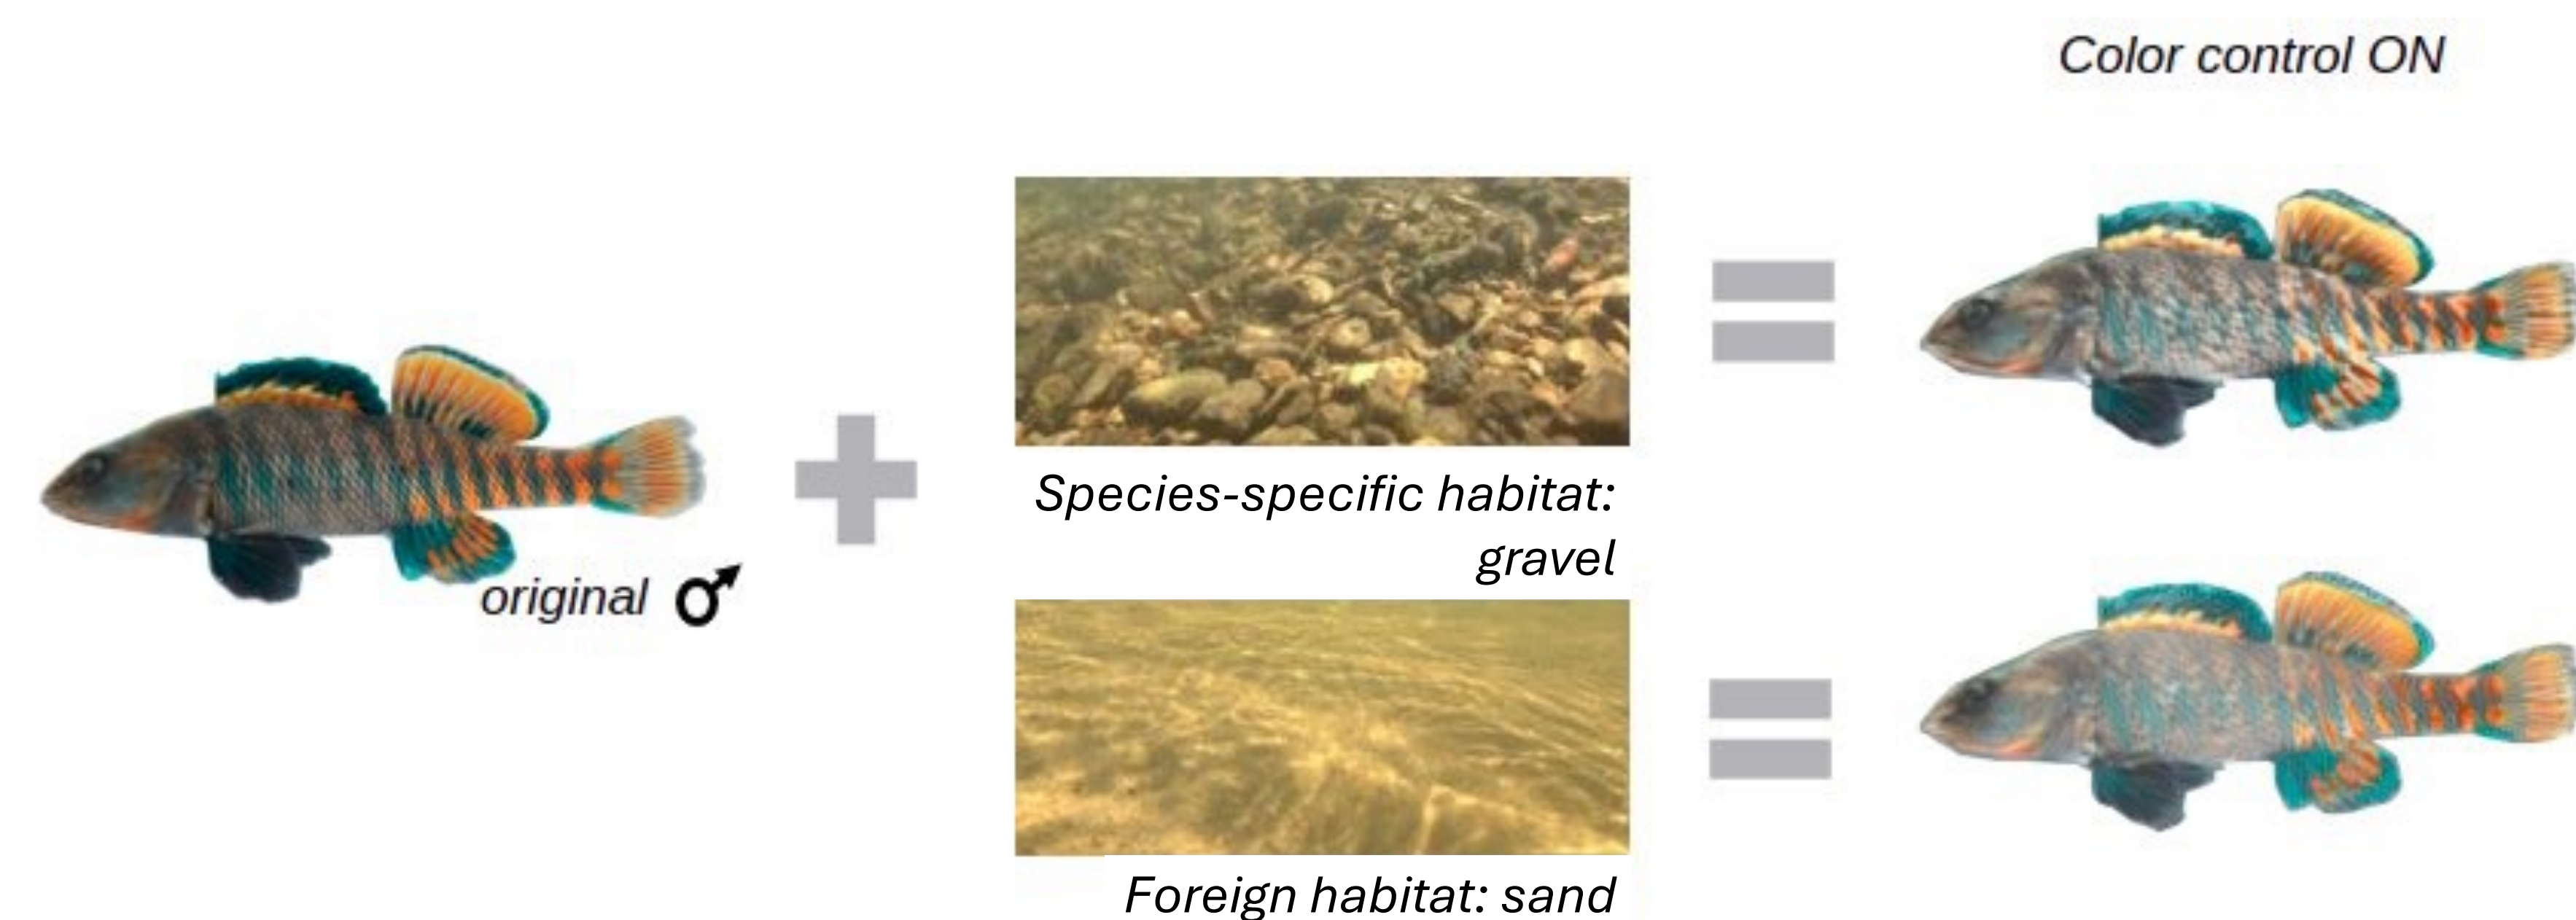 Color control ON
Species-specific habitat:
gravel
original ♂
Foreign habitat: sand